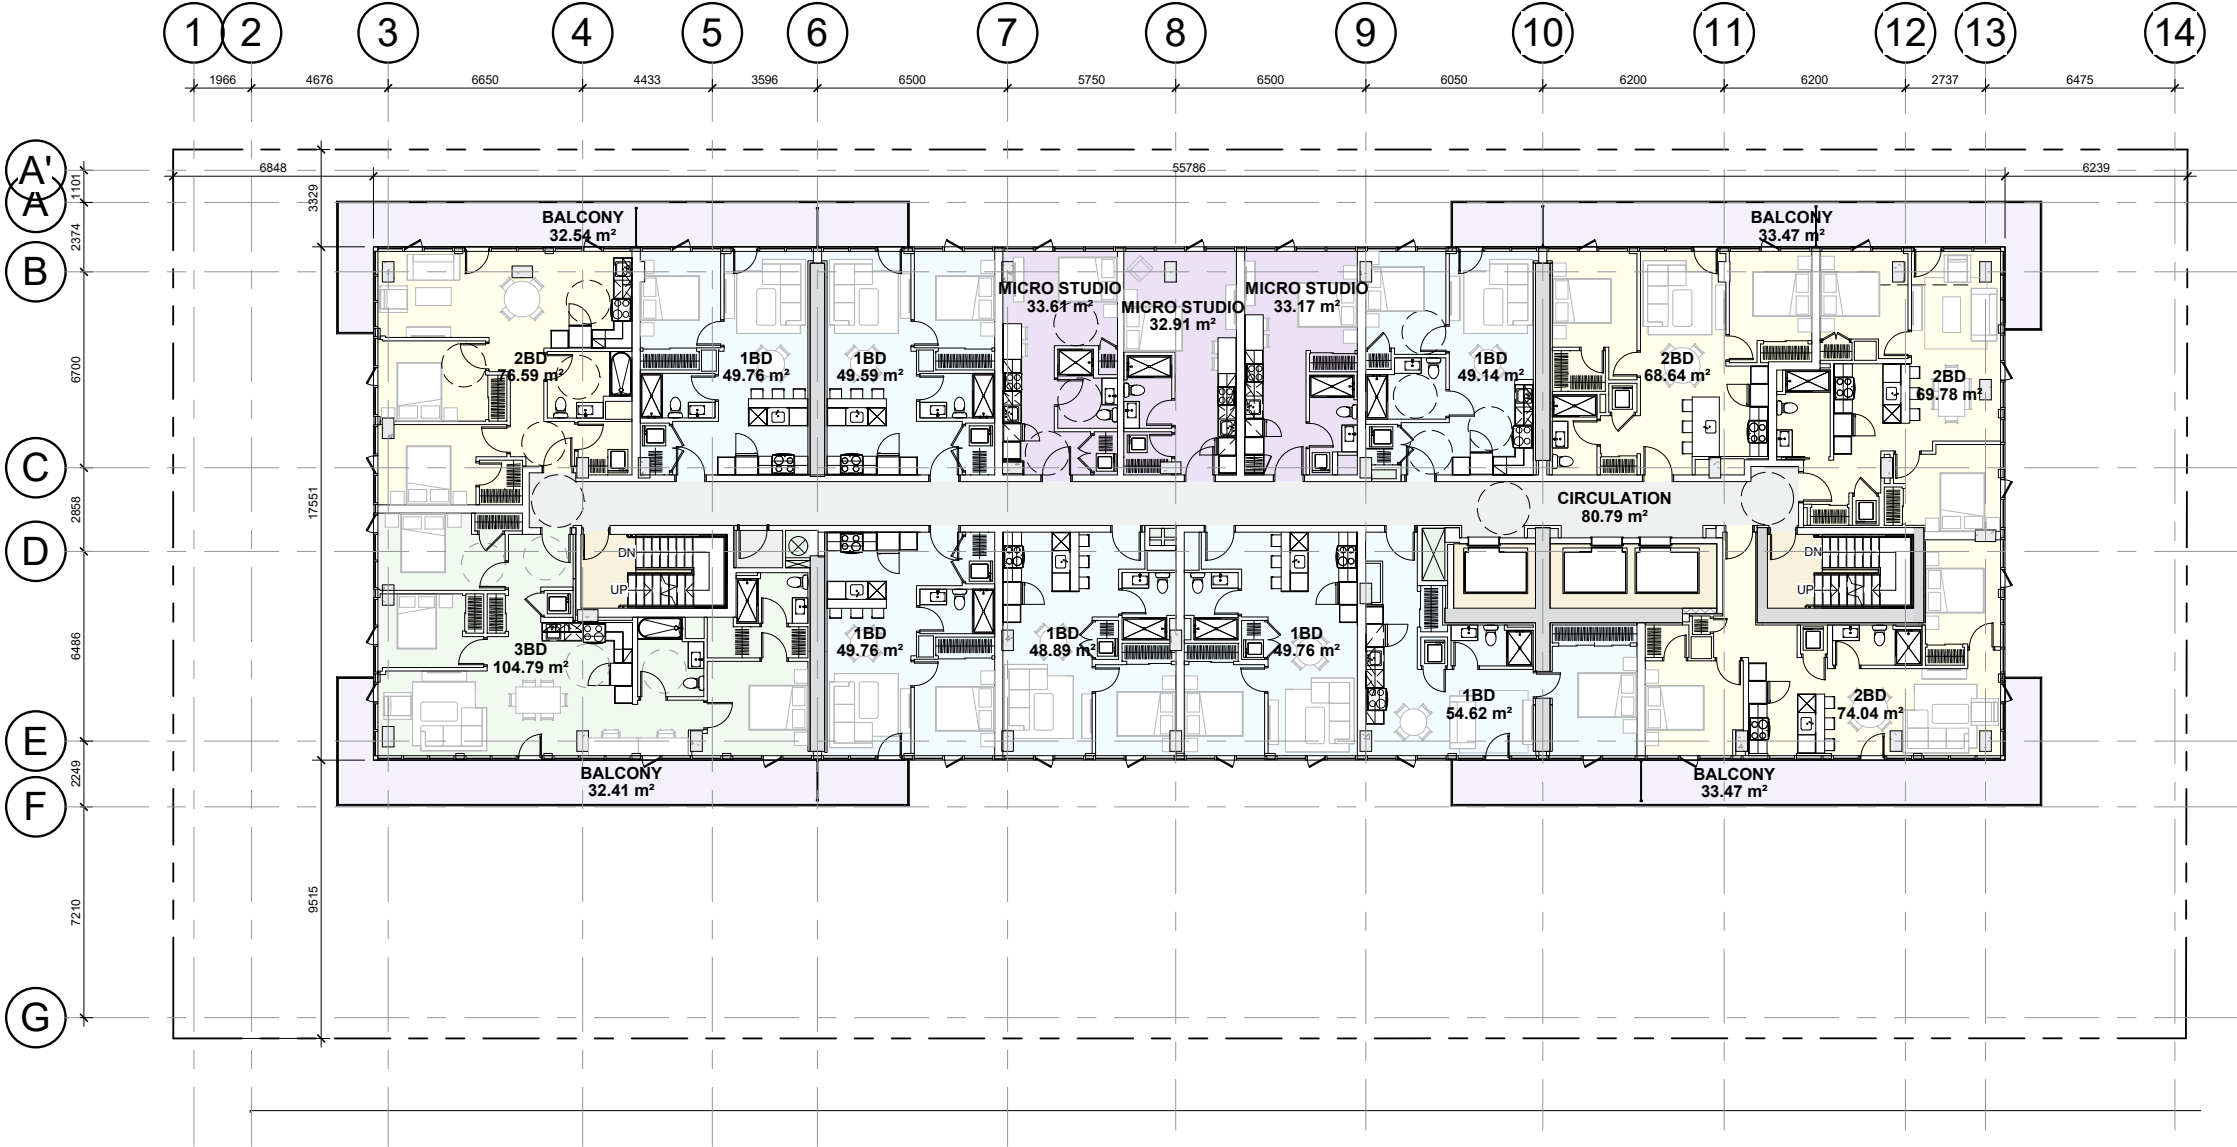 1 2 3 4 5 6 7 8 9 10 11 12 13 14
1966 4676 6650 4433 3596 6500 5750 6500 6050 6200 6200 2737 6475
A'
6848 55786 6239
1101
3329
A
BALCONY
32.54 m²
BALCONY
33.47 m²
2374
B
MICRO STUDIO
33.61 m²
MICRO STUDIO
32.91 m²
MICRO STUDIO
33.17 m²
6700
2BD
76.59 m²
1BD
49.76 m²
1BD
49.59 m²
1BD
49.14 m²
2BD
68.64 m²
2BD
69.78 m²
C
2858
17551
CIRCULATION
80.79 m²
D
DN
UP
DN
UP
6486
3BD
104.79 m²
1BD
49.76 m²
1BD
48.89 m²
1BD
49.76 m²
1BD
54.62 m²
2BD
74.04 m²
E
2249
BALCONY
32.41 m²
BALCONY
33.47 m²
F
7210
9515
G